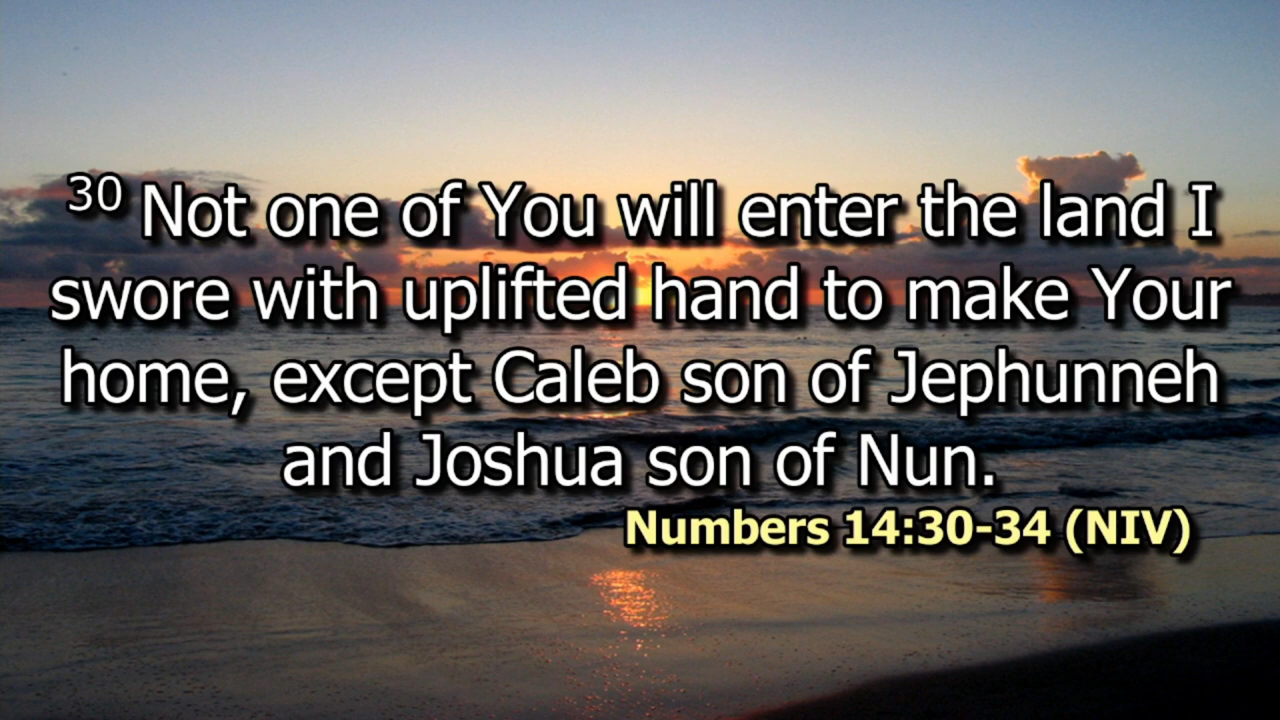 30 Not one of You will enter the land I
swore with uplifted hand to make Your
home, except Caleb son of Jephunneh
and Joshua son of Nun.
Numbers 14:30-34 (NIV)